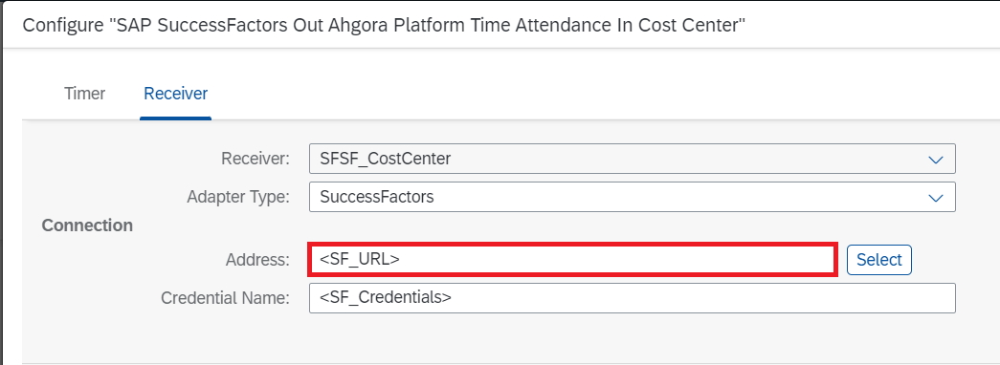 Configure "SAP SuccessFactors Out Ahgora Platform Time Attendance In Cost Center"
Timer Receiver
Receiver: SFSF_CostCenter
Adapter Type: SuccessFactors
Connection
Address: <SF_URL> Select
Credential Name: <SF_Credentials>